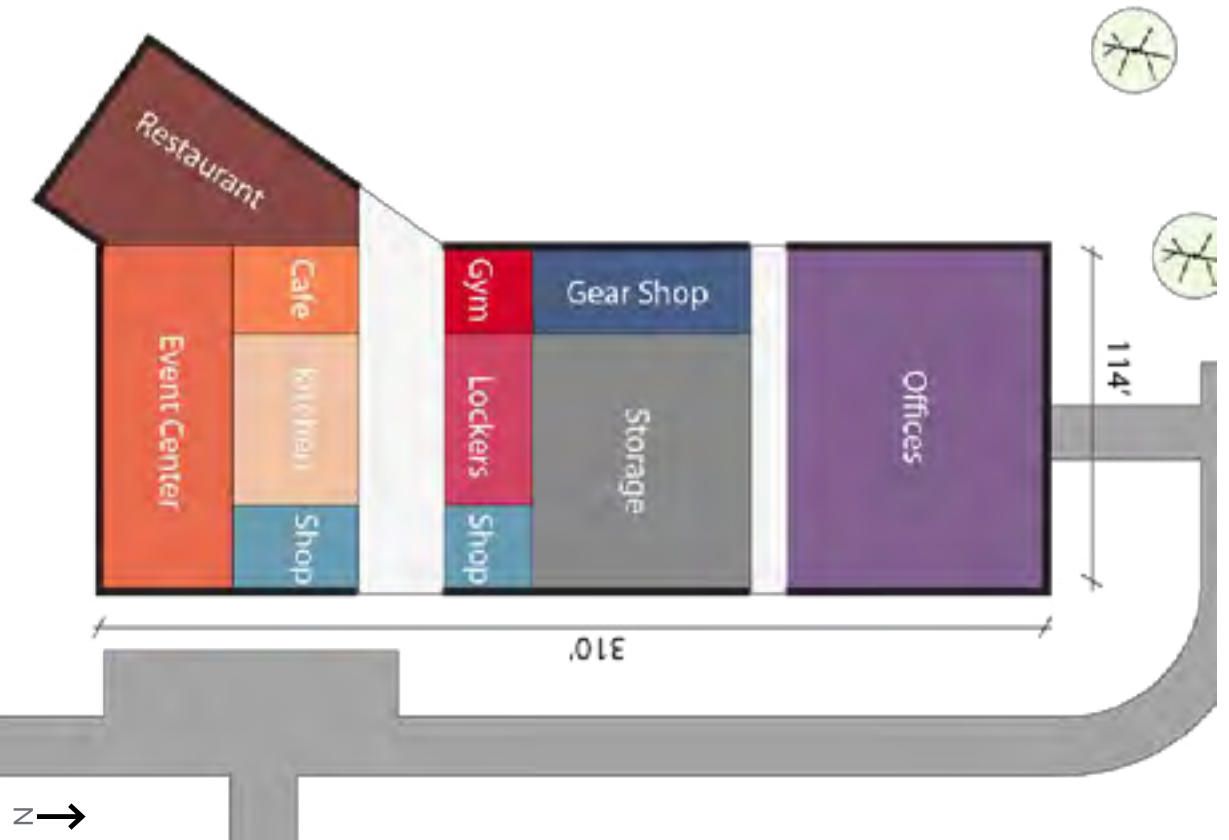 Restaurant
Cafe
Gym
Gear Shop
Event Center
Kitchen
Lockers
Storage
Offices
114'
Shop
Shop
310'
N